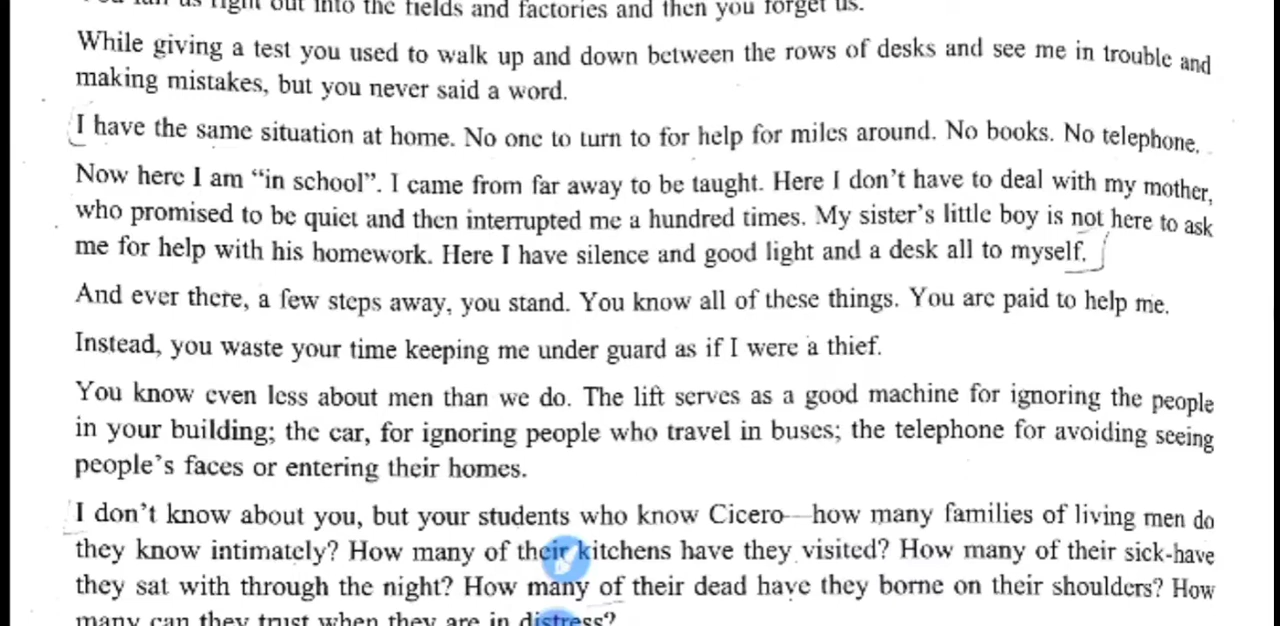 us right out into the fields and factories and then you forget us.
While giving a test you used to walk up and down between the rows of desks and see me in trouble and
making mistakes, but you never said a word.
I have the same situation at home. No one to turn to for help for miles around. No books. No telephone.
Now here I am “in school”. I came from far away to be taught. Here I don’t have to deal with my mother,
who promised to be quiet and then interrupted me a hundred times. My sister’s little boy is not here to ask
me for help with his homework. Here I have silence and good light and a desk all to myself.
And ever there, a few steps away, you stand. You know all of these things. You are paid to help me.
Instead, you waste your time keeping me under guard as if I were a thief.
You know even less about men than we do. The lift serves as a good machine for ignoring the people
in your building; the car, for ignoring people who travel in buses; the telephone for avoiding seeing
people’s faces or entering their homes.
I don’t know about you, but your students who know Cicero—how many families of living men do
they know intimately? How many of their kitchens have they visited? How many of their sick-have
they sat with through the night? How many of their dead have they borne on their shoulders? How
many can they trust when they are in distress?